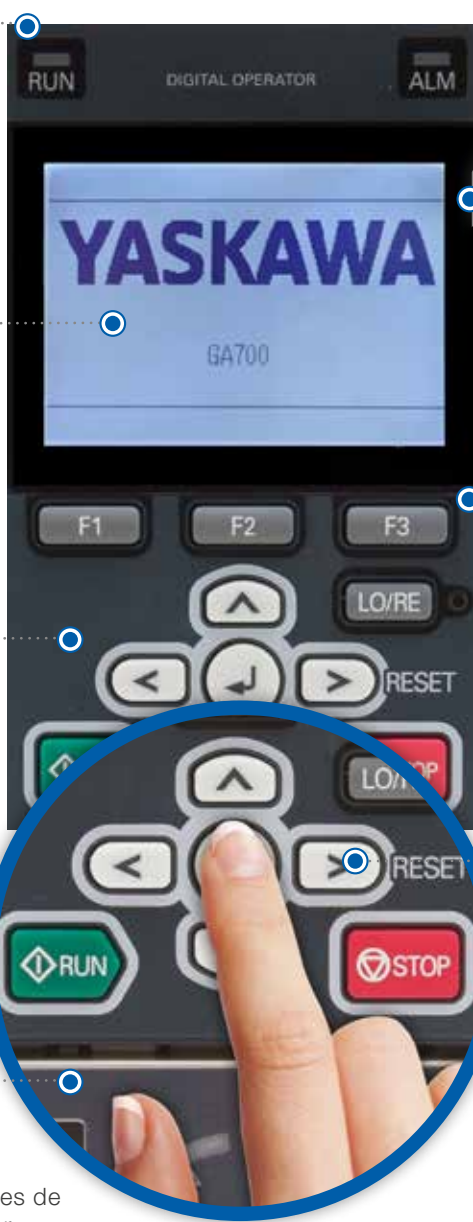 RUN DIGITAL OPERATOR ALM
YASKAWA
GA700
F1 F2 F3
LO/RE
RESET
RESET
RUN STOP
es de